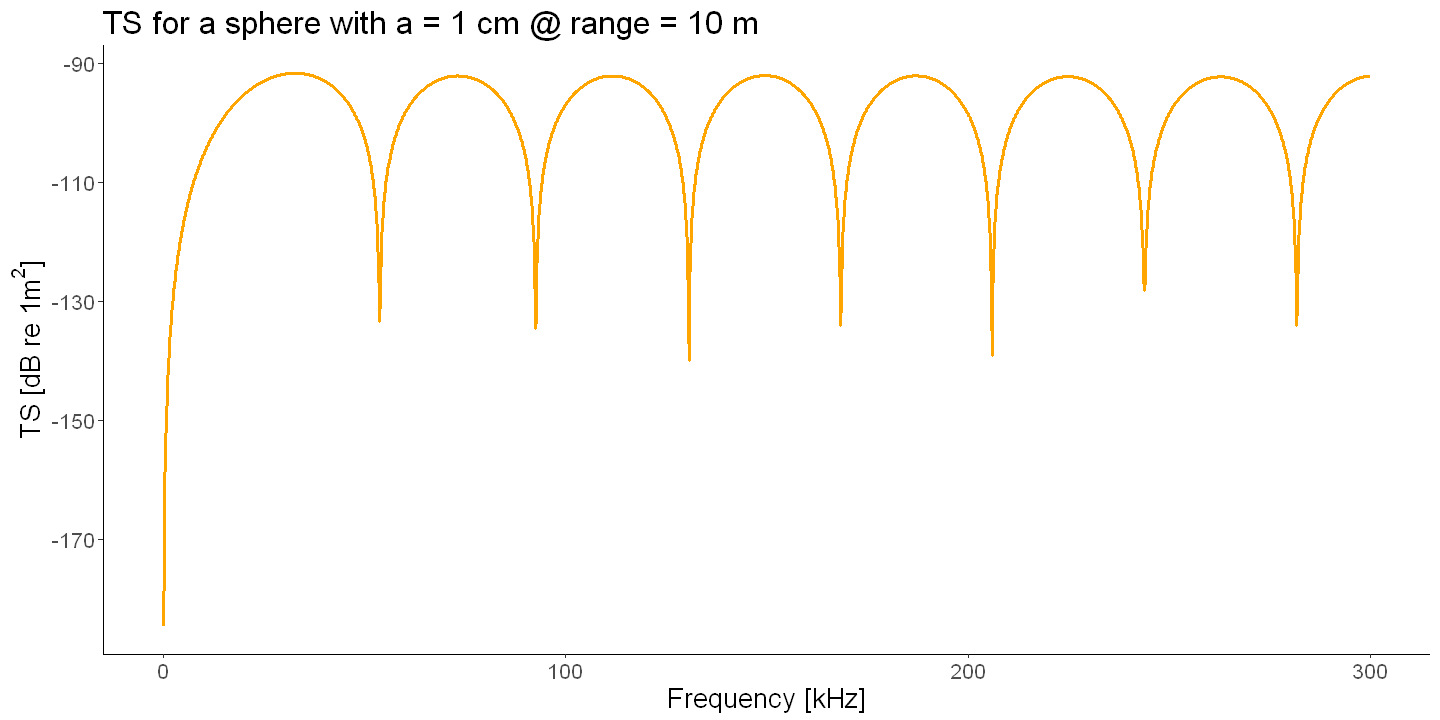 TS for a sphere with a = 1 cm @ range = 10 m
TS [dB re 1m²]
-90
-110
-130
-150
-170
0 100 200 300
Frequency [kHz]